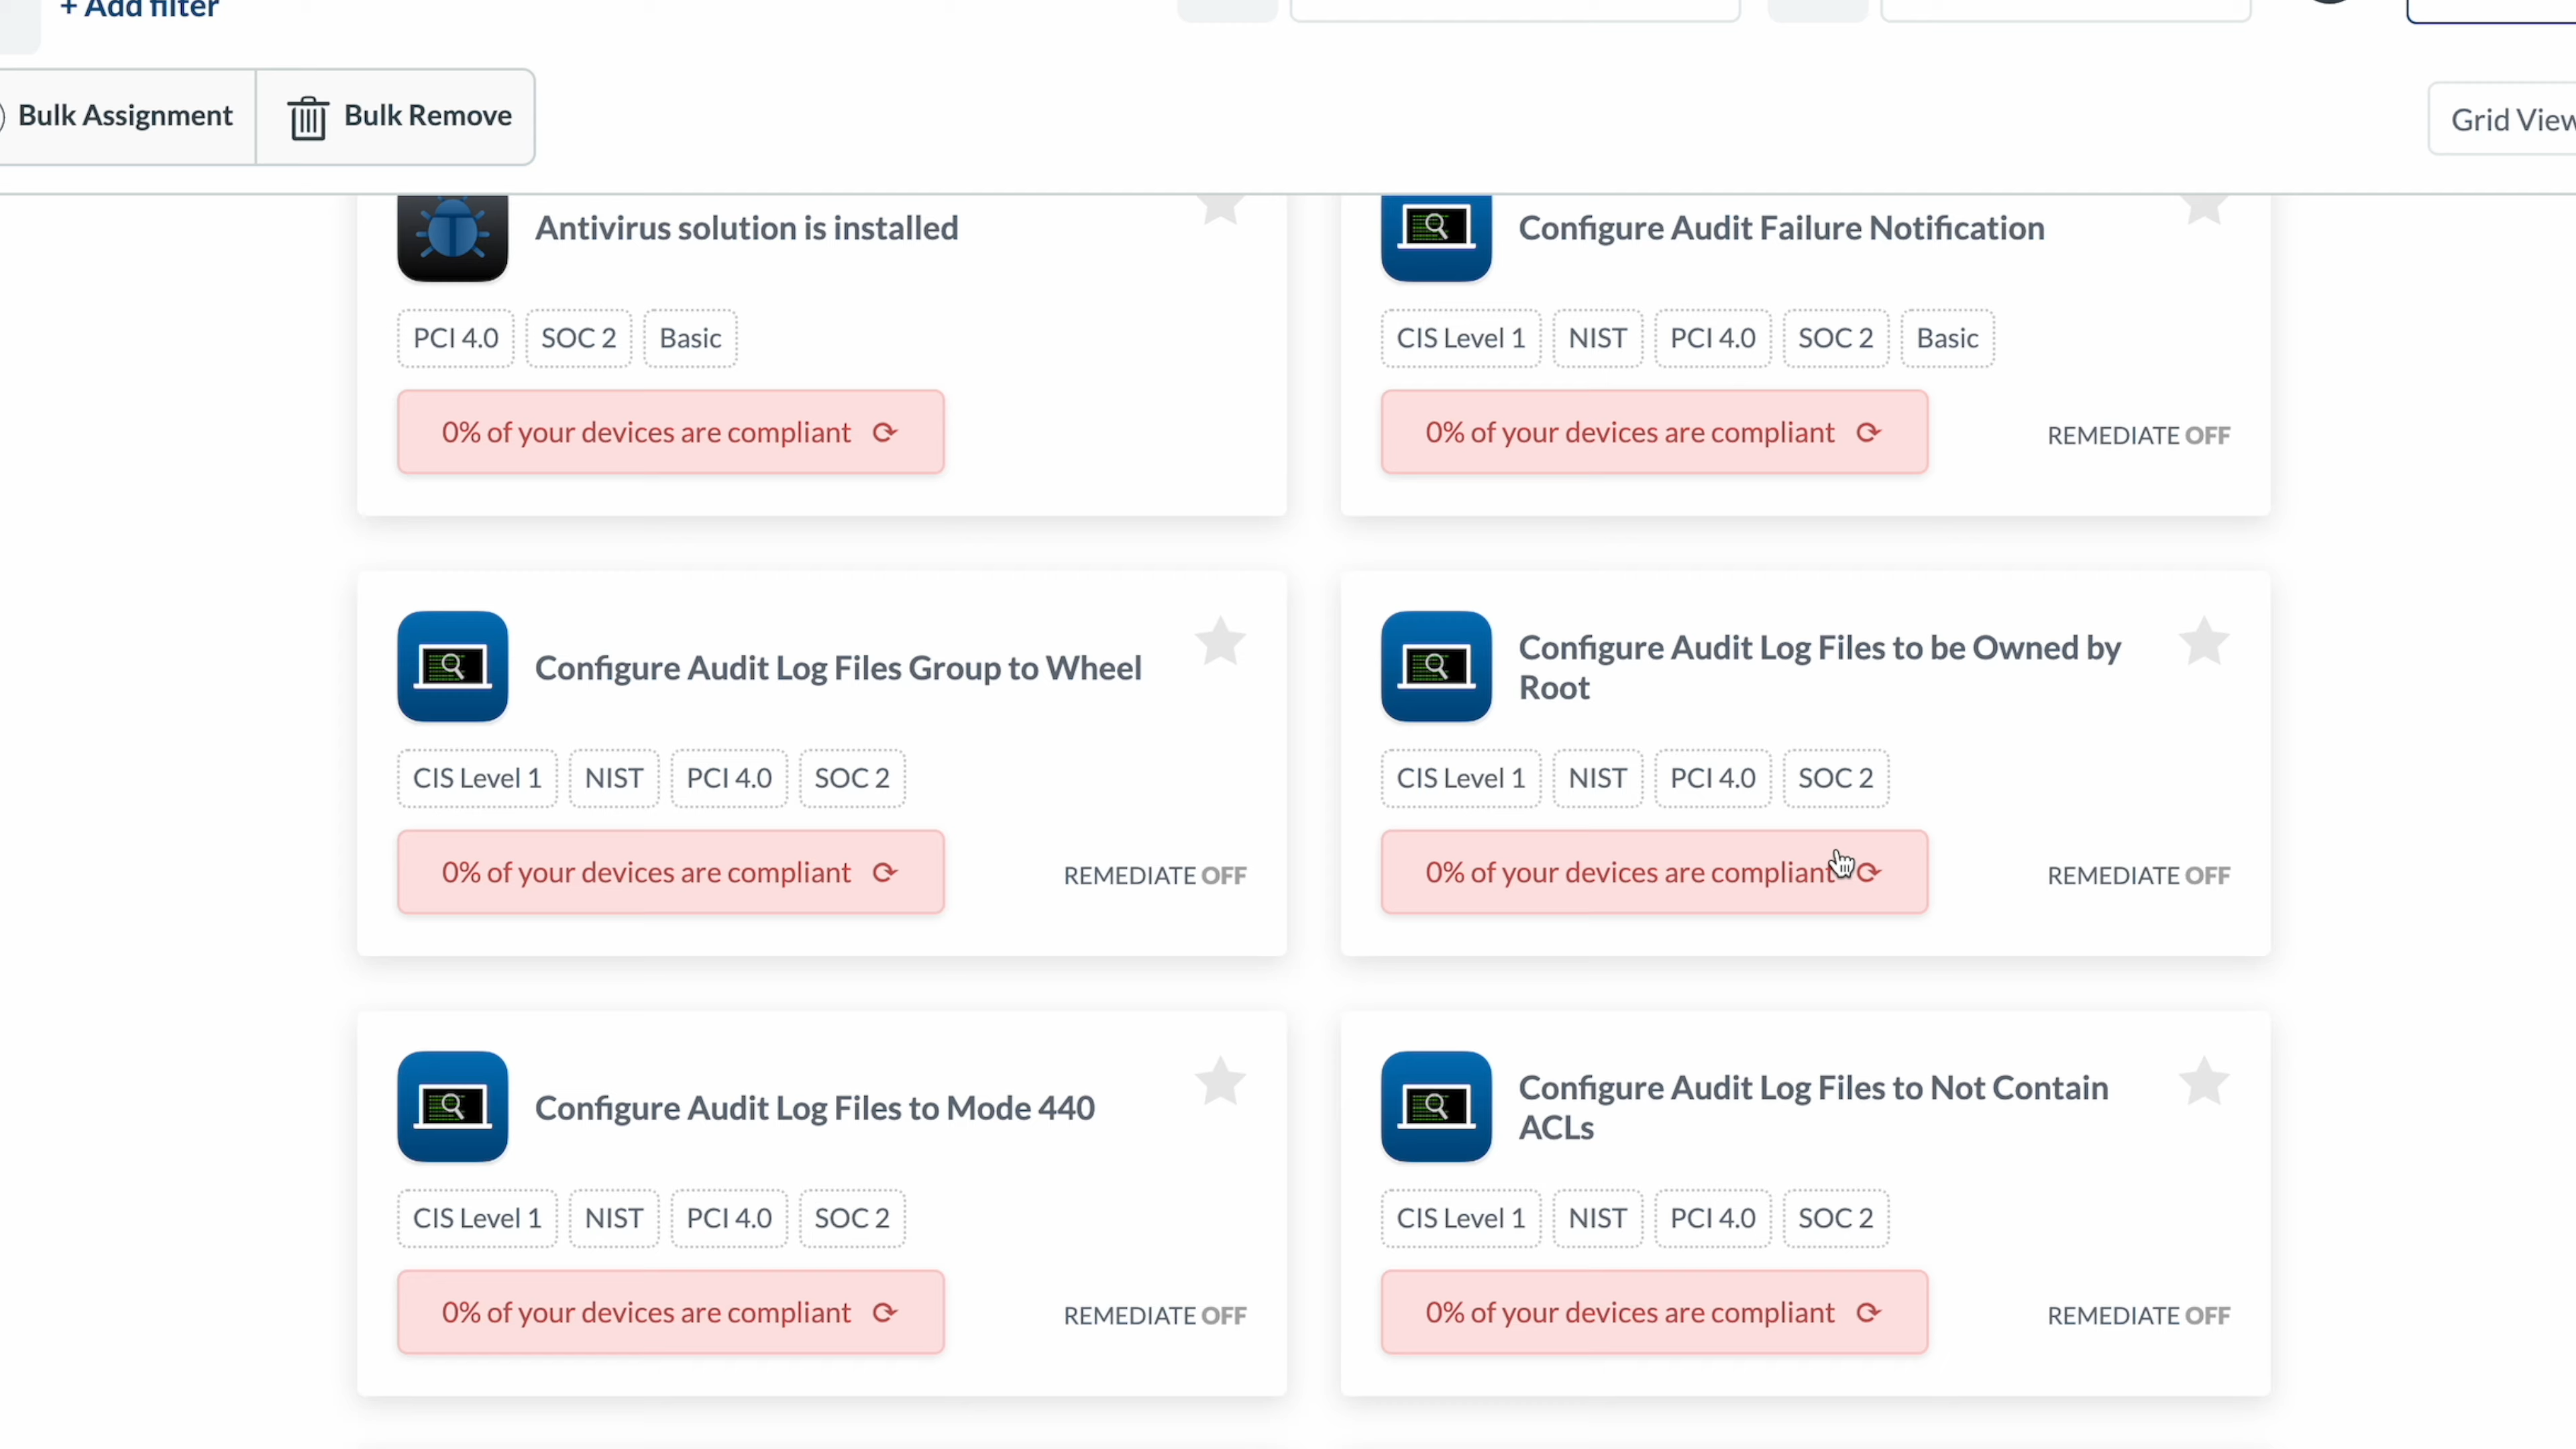 + Add filter
Bulk Assignment
Bulk Remove
Grid View
Antivirus solution is installed
PCI 4.0
SOC 2
Basic
0% of your devices are compliant
Configure Audit Failure Notification
CIS Level 1
NIST
PCI 4.0
SOC 2
Basic
0% of your devices are compliant
REMEDIATE OFF
Configure Audit Log Files Group to Wheel
CIS Level 1
NIST
PCI 4.0
SOC 2
0% of your devices are compliant
REMEDIATE OFF
Configure Audit Log Files to be Owned by
Root
CIS Level 1
NIST
PCI 4.0
SOC 2
0% of your devices are compliant
REMEDIATE OFF
Configure Audit Log Files to Mode 440
CIS Level 1
NIST
PCI 4.0
SOC 2
0% of your devices are compliant
REMEDIATE OFF
Configure Audit Log Files to Not Contain
ACLs
CIS Level 1
NIST
PCI 4.0
SOC 2
0% of your devices are compliant
REMEDIATE OFF